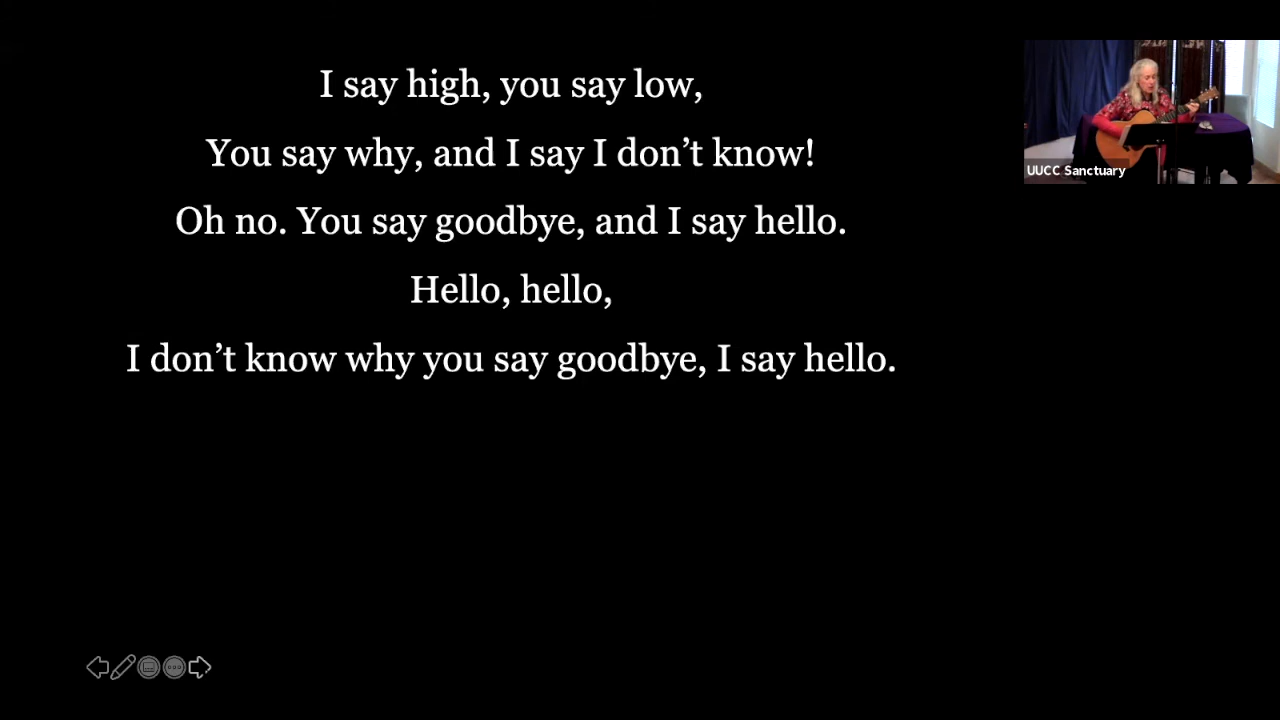 I say high, you say low,
You say why, and I say I don’t know!
Oh no. You say goodbye, and I say hello.
Hello, hello,
I don’t know why you say goodbye, I say hello.
UUCC Sanctuary